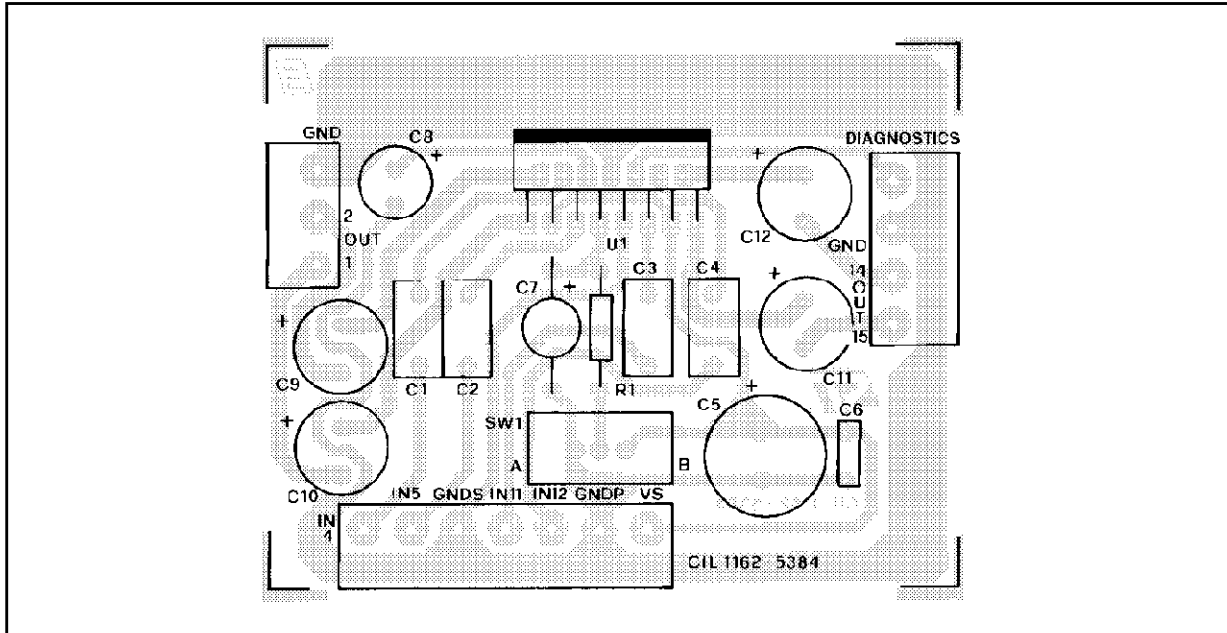 GND
C8
+
DIAGNOSTICS
+
2
OUT
1
U1
C12
GND
C7
+
C3
C4
+
14
OUT
15
+
C9
C1
C2
R1
C11
+
C5
C6
+
SW1
A
B
C10
IN5 GNDS IN11 IN12 GNDP VS
IN
4
CIL 1162 5384